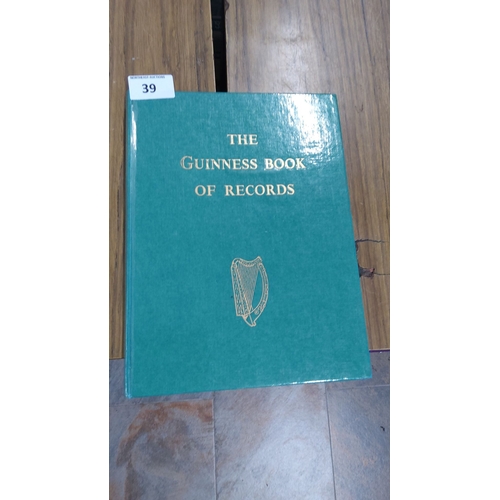 39
THE
GUINNESS BOOK
OF RECORDS